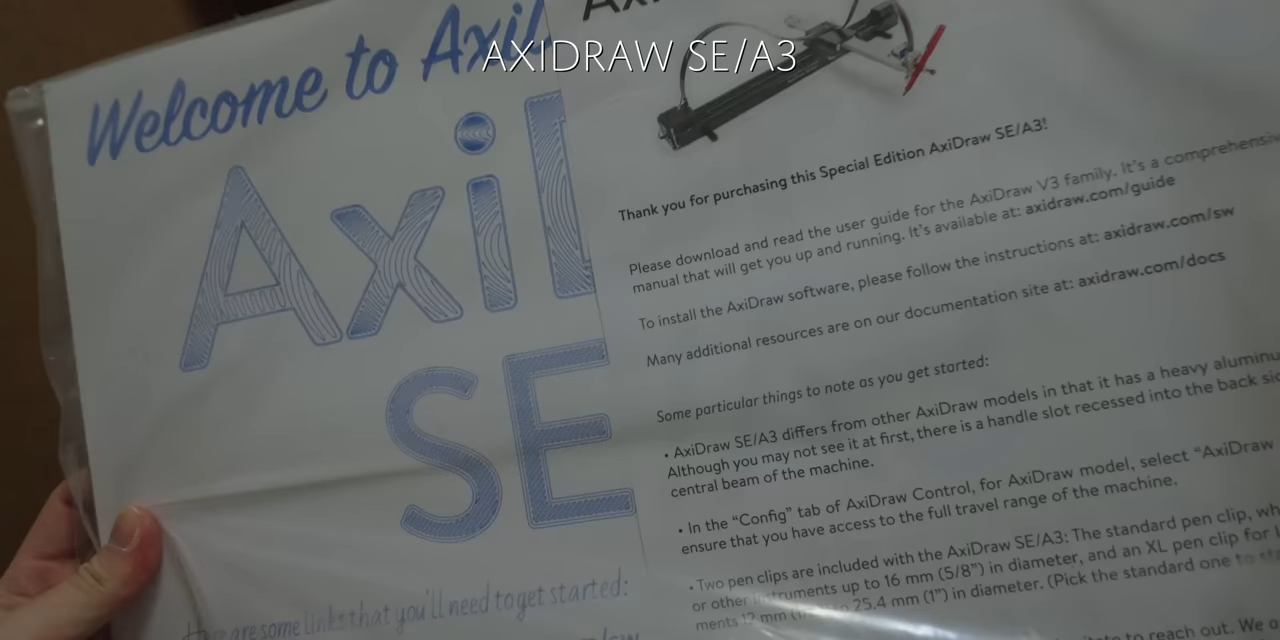 AXIDRAW SE/A3
Welcome to Axi
Axi
SE
Here are some links that you'll need to get started:
Thank you for purchasing this Special Edition AxiDraw SE/A3!
Please download and read the user guide for the AxiDraw V3 family. It's a comprehensiv
manual that will get you up and running. It's available at: axidraw.com/guide
To install the AxiDraw software, please follow the instructions at: axidraw.com/sw
Many additional resources are on our documentation site at: axidraw.com/docs
Some particular things to note as you get started:
• AxiDraw SE/A3 differs from other AxiDraw models in that it has a heavy aluminu
Although you may not see it at first, there is a handle slot recessed into the back si
central beam of the machine.
• In the “Config” tab of AxiDraw Control, for AxiDraw model, select “AxiDraw
ensure that you have access to the full travel range of the machine.
• Two pen clips are included with the AxiDraw SE/A3: The standard pen clip, wh
or other instruments up to 16 mm (5/8”) in diameter, and an XL pen clip for
ments 12 mm 25.4 mm (1”) in diameter. (Pick the standard one to
to reach out. We